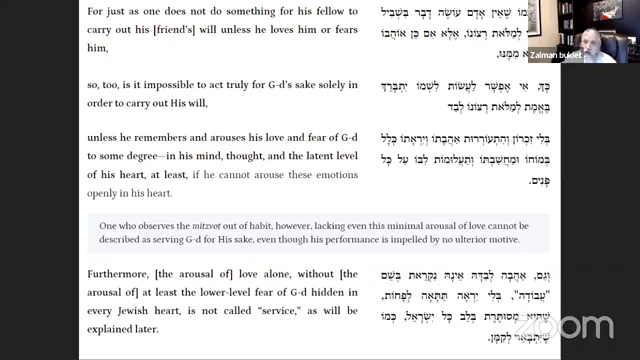 For just as one does not do something for his fellow to
carry out his [friend's] will unless he loves him or fears
him,
שֶׁאֵין אָדָם עוֹשֶׂה דָּבָר בִּשְׁבִיל
לְמַלֹּאת רְצוֹנוֹ, אֶלָּא אִם כֵּן אוֹהֲבוֹ
מִמֶּנּוּ,
Zalman bukiet
so, too, is it impossible to act truly for G-d's sake solely in
order to carry out His will,
כָּךְ, אִי אֶפְשָׁר לַעֲשׂוֹת לִשְׁמוֹ יִתְבָּרֵךְ
בֶּאֱמֶת לְמַלֹּאת רְצוֹנוֹ לְבַד
unless he remembers and arouses his love and fear of G-d
to some degree—in his mind, thought, and the latent level
of his heart, at least, if he cannot arouse these emotions
openly in his heart.
בְּלִי זִכְרוֹן וְהִתְעוֹרְרוּת אַהֲבָתוֹ וְיִרְאָתוֹ כְּלָל
בְּמוֹחוֹ וּמַחֲשַׁבְתּוֹ וְתַעֲלוּמוֹת לִבּוֹ עַל כָּל
פָּנִים.
One who observes the mitzvot out of habit, however, lacking even this minimal arousal of love cannot be
described as serving G-d for His sake, even though his performance is impelled by no ulterior motive.
Furthermore, [the arousal of] love alone, without [the
arousal of] at least the lower-level fear of G-d hidden in
every Jewish heart, is not called “service,” as will be
explained later.
וְגַם, אַהֲבָה לְבַדָּהּ אֵינָהּ נִקְרֵאת בְּשֵׁם
"עֲבוֹדָה", בְּלִי יִרְאָה תַּתָּאָה לְפָחוֹת,
שֶׁהִיא מְסוּתֶּרֶת בְּלֵב כָּל יִשְׂרָאֵל, כְּמוֹ
שֶׁיִּתְבָּאֵר לְקַמָּן.
zoom